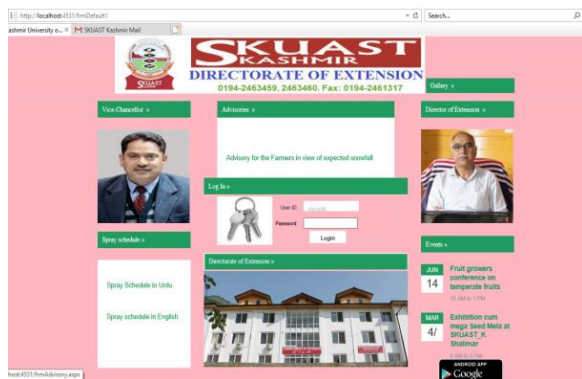 http://localhost:4331/frmDefault1
Search...
ashmir University o...
SKUAST Kashmir Mail
SKUAST
KASHMIR
DIRECTORATE OF EXTENSION
0194-2463459, 2463460. Fax: 0194-2461317
SKUAST
Gallery »
Vice-Chancellor »
Advisories »
Director of Extension »
Advisory for the Farmers in view of expected snowfall
Log In »
User ID
Password
Login
Spray schedule »
Spray Schedule in Urdu
Spray schedule in English
Directorate of Extension »
Events »
JUN
14
Fruit growers
conference on
temperate fruits
10 AM to 1 PM
MAR
4/
Exhibition cum
mega Seed Mela at
SKUAST_K
Shalimar
ANDROID APP
Google
host:4331/frmAdvisory.aspx